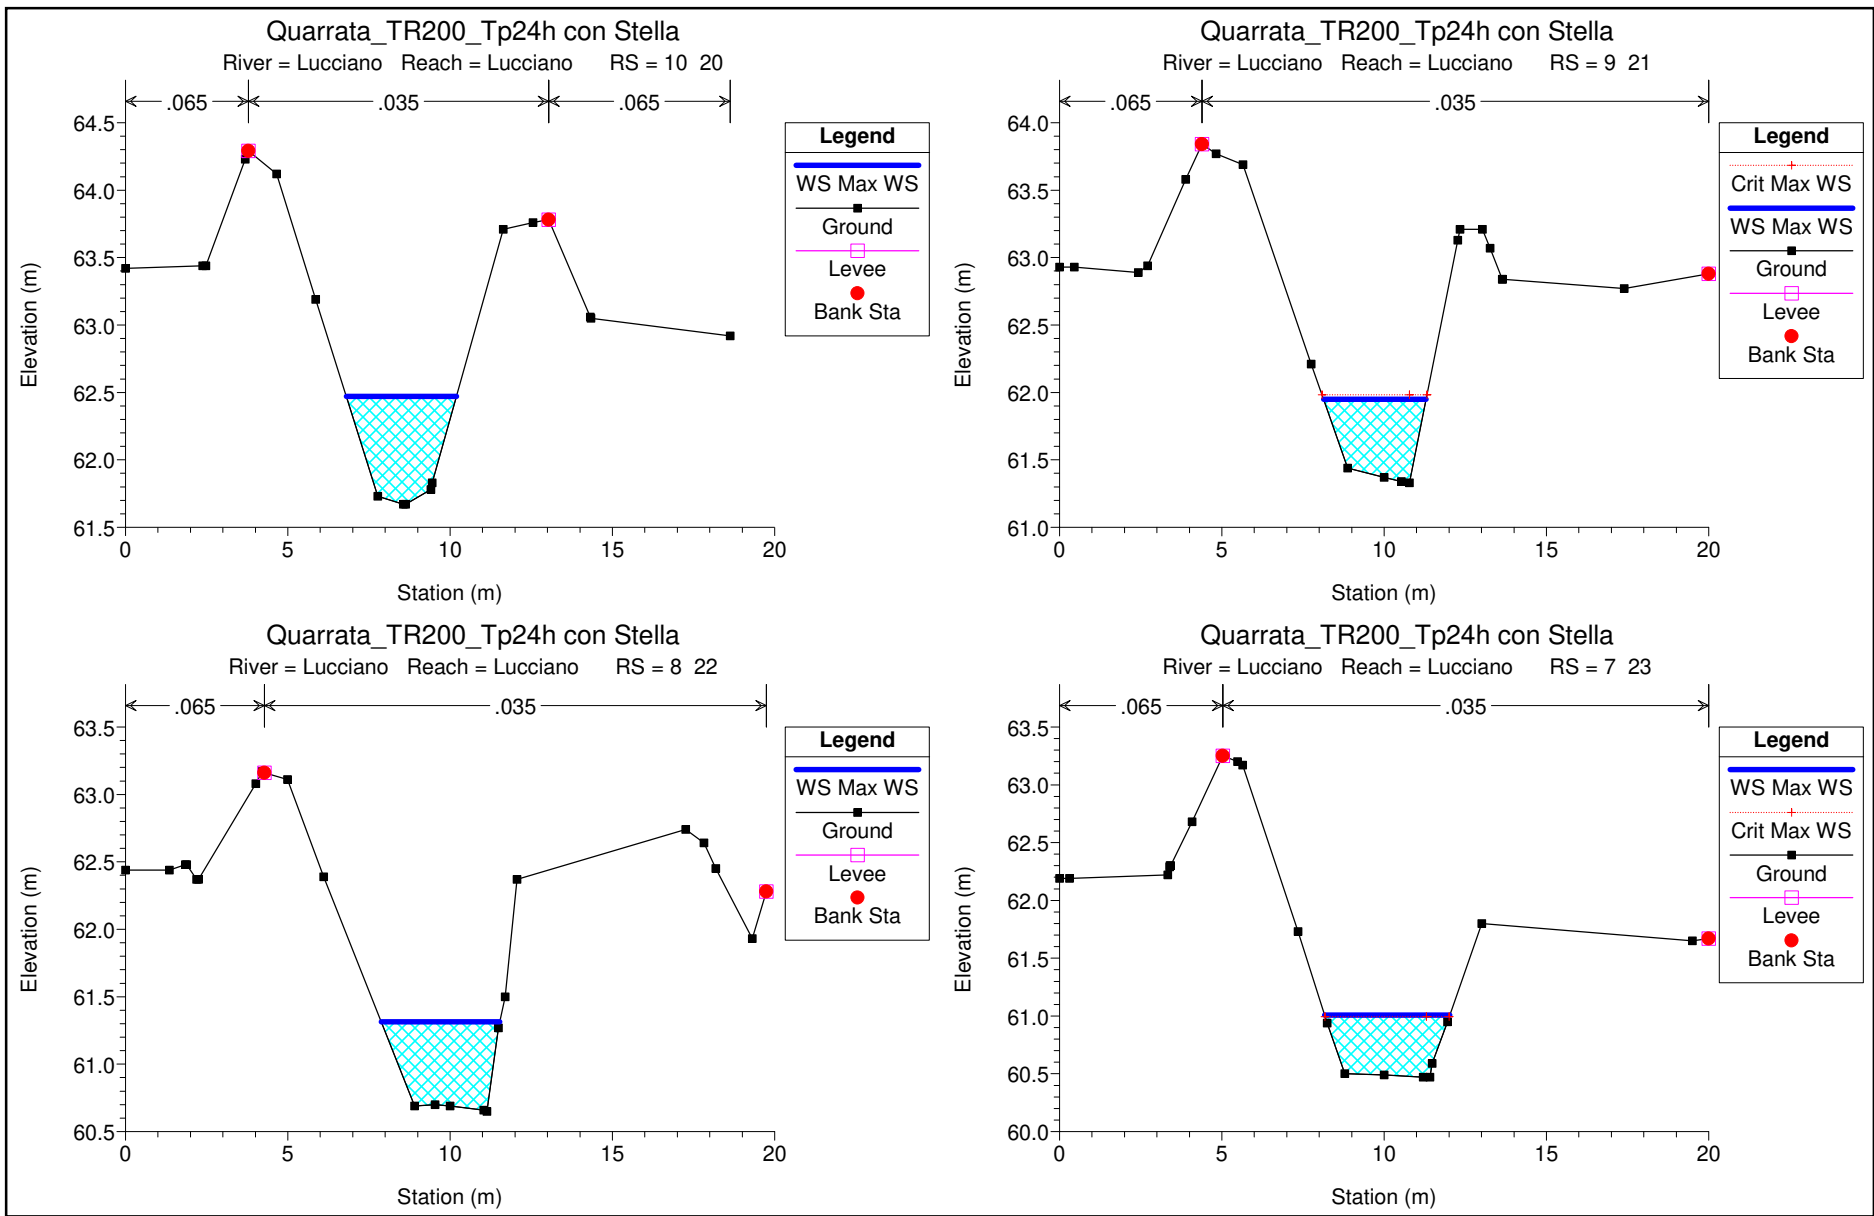 Quarrata_TR200_Tp24h con Stella
River = Lucciano Reach = Lucciano RS = 10 20
.065 .035 .065
64.5
64.0
63.5
63.0
62.5
62.0
61.5
Elevation (m)
0 5 10 15 20
Station (m)
Legend
WS Max WS
Ground
Levee
Bank Sta
Quarrata_TR200_Tp24h con Stella
River = Lucciano Reach = Lucciano RS = 9 21
.065 .035
64.0
63.5
63.0
62.5
62.0
61.5
61.0
Elevation (m)
0 5 10 15 20
Station (m)
Legend
Crit Max WS
WS Max WS
Ground
Levee
Bank Sta
Quarrata_TR200_Tp24h con Stella
River = Lucciano Reach = Lucciano RS = 8 22
.065 .035
63.5
63.0
62.5
62.0
61.5
61.0
60.5
Elevation (m)
0 5 10 15 20
Station (m)
Legend
WS Max WS
Ground
Levee
Bank Sta
Quarrata_TR200_Tp24h con Stella
River = Lucciano Reach = Lucciano RS = 7 23
.065 .035
63.5
63.0
62.5
62.0
61.5
61.0
60.5
60.0
Elevation (m)
0 5 10 15 20
Station (m)
Legend
WS Max WS
Crit Max WS
Ground
Levee
Bank Sta